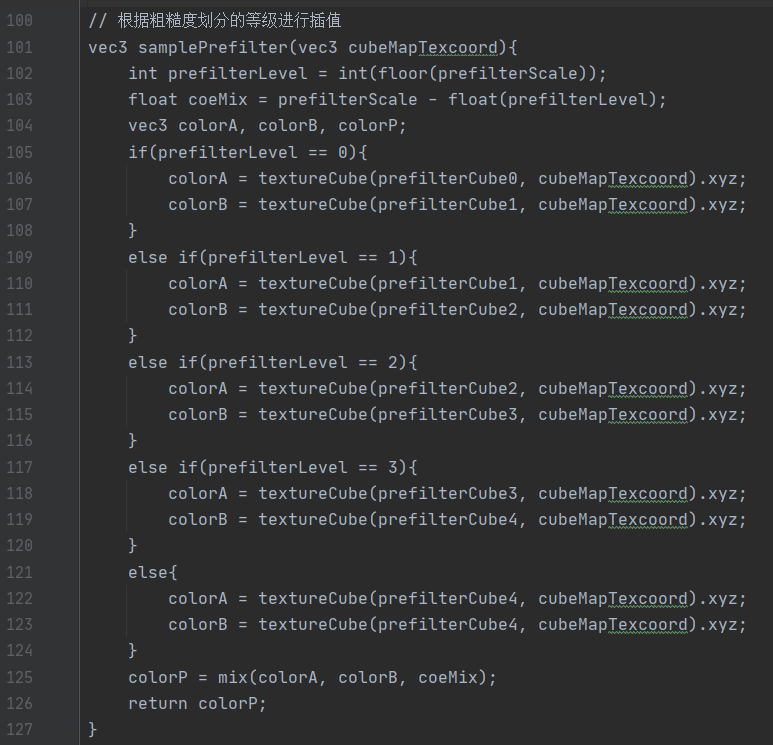 100 // 根据粗糙度划分的等级进行插值
101 vec3 samplePrefilter(vec3 cubeMapTexcoord){
102     int prefilterLevel = int(floor(prefilterScale));
103     float coeMix = prefilterScale - float(prefilterLevel);
104     vec3 colorA, colorB, colorP;
105     if(prefilterLevel == 0){
106         colorA = textureCube(prefilterCube0, cubeMapTexcoord).xyz;
107         colorB = textureCube(prefilterCube1, cubeMapTexcoord).xyz;
108     }
109     else if(prefilterLevel == 1){
110         colorA = textureCube(prefilterCube1, cubeMapTexcoord).xyz;
111         colorB = textureCube(prefilterCube2, cubeMapTexcoord).xyz;
112     }
113     else if(prefilterLevel == 2){
114         colorA = textureCube(prefilterCube2, cubeMapTexcoord).xyz;
115         colorB = textureCube(prefilterCube3, cubeMapTexcoord).xyz;
116     }
117     else if(prefilterLevel == 3){
118         colorA = textureCube(prefilterCube3, cubeMapTexcoord).xyz;
119         colorB = textureCube(prefilterCube4, cubeMapTexcoord).xyz;
120     }
121     else{
122         colorA = textureCube(prefilterCube4, cubeMapTexcoord).xyz;
123         colorB = textureCube(prefilterCube4, cubeMapTexcoord).xyz;
124     }
125     colorP = mix(colorA, colorB, coeMix);
126     return colorP;
127 }